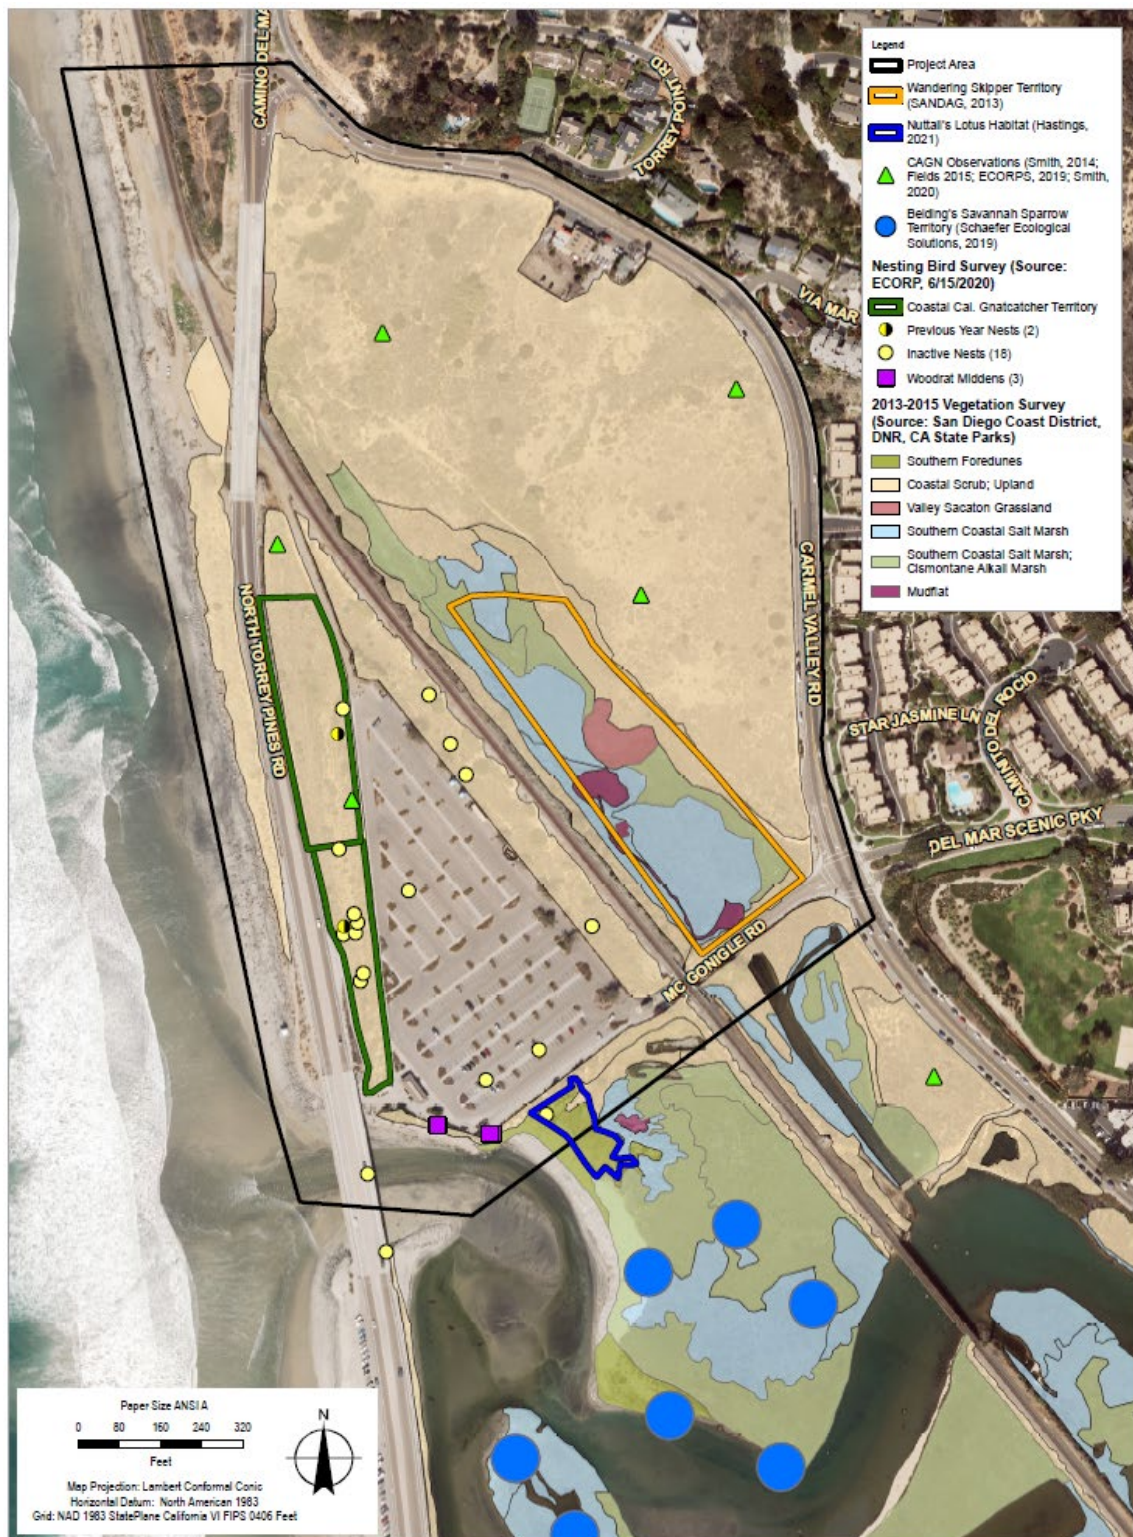 CAMINO DEL MA
TORREY POINT RD
VIA MAR
NORTH TORREY PINES RD
CARMEL VALLEY RD
STAR JASMINE LN
CAMINITO DEL ROCIO
DEL MAR SCENIC PKY
MC GONIGLE RD
Legend
Project Area
Wandering Skipper Territory
(SANDAG, 2013)
Nuttall's Lotus Habitat (Hastings,
2021)
CAGN Observations (Smith, 2014;
Fields 2015; ECORPS, 2019; Smith,
2020)
Belding's Savannah Sparrow
Territory (Schaefer Ecological
Solutions, 2019)
Nesting Bird Survey (Source:
ECORP, 6/15/2020)
Coastal Cal. Gnatcatcher Territory
Previous Year Nests (2)
Inactive Nests (18)
Woodrat Middens (3)
2013-2015 Vegetation Survey
(Source: San Diego Coast District,
DNR, CA State Parks)
Southern Foredunes
Coastal Scrub; Upland
Valley Sacaton Grassland
Southern Coastal Salt Marsh
Southern Coastal Salt Marsh;
Cismontane Alkali Marsh
Mudflat
Paper Size ANSI A
0 80 160 240 320
Feet
N
Map Projection: Lambert Conformal Conic
Horizontal Datum: North American 1983
Grid: NAD 1983 StatePlane California VI FIPS 0406 Feet